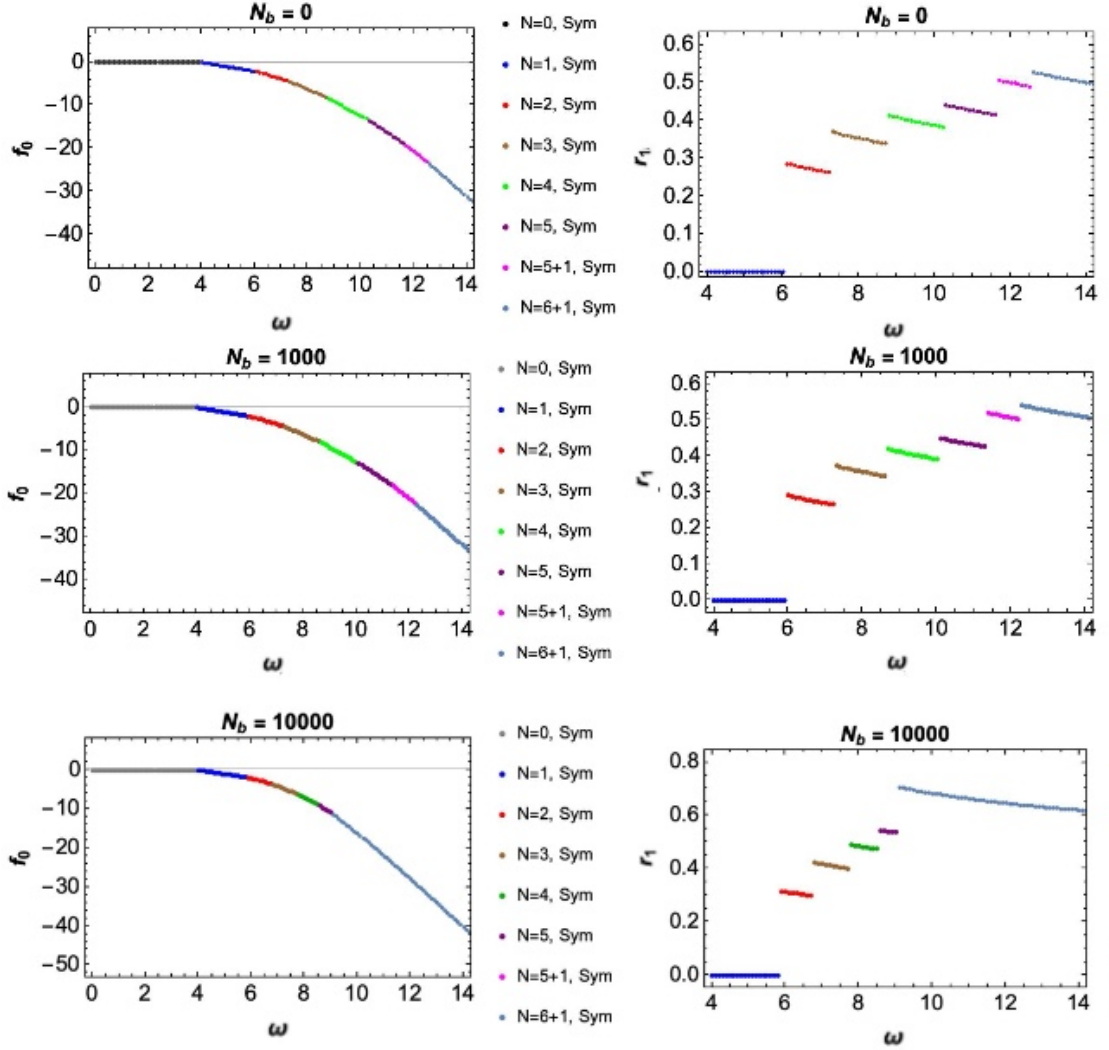 N_b = 0
0
−10
−20
−30
−40
f_0
0 2 4 6 8 10 12 14
ω
N=0, Sym
N=1, Sym
N=2, Sym
N=3, Sym
N=4, Sym
N=5, Sym
N=5+1, Sym
N=6+1, Sym
N_b = 0
0.6
0.5
0.4
0.3
0.2
0.1
0.0
r_1
4 6 8 10 12 14
ω
N_b = 1000
0
−10
−20
−30
−40
f_0
0 2 4 6 8 10 12 14
ω
N=0, Sym
N=1, Sym
N=2, Sym
N=3, Sym
N=4, Sym
N=5, Sym
N=5+1, Sym
N=6+1, Sym
N_b = 1000
0.6
0.5
0.4
0.3
0.2
0.1
0.0
r_1
4 6 8 10 12 14
ω
N_b = 10000
0
−10
−20
−30
−40
−50
f_0
0 2 4 6 8 10 12 14
ω
N=0, Sym
N=1, Sym
N=2, Sym
N=3, Sym
N=4, Sym
N=5, Sym
N=5+1, Sym
N=6+1, Sym
N_b = 10000
0.8
0.6
0.4
0.2
0.0
r_1
4 6 8 10 12 14
ω